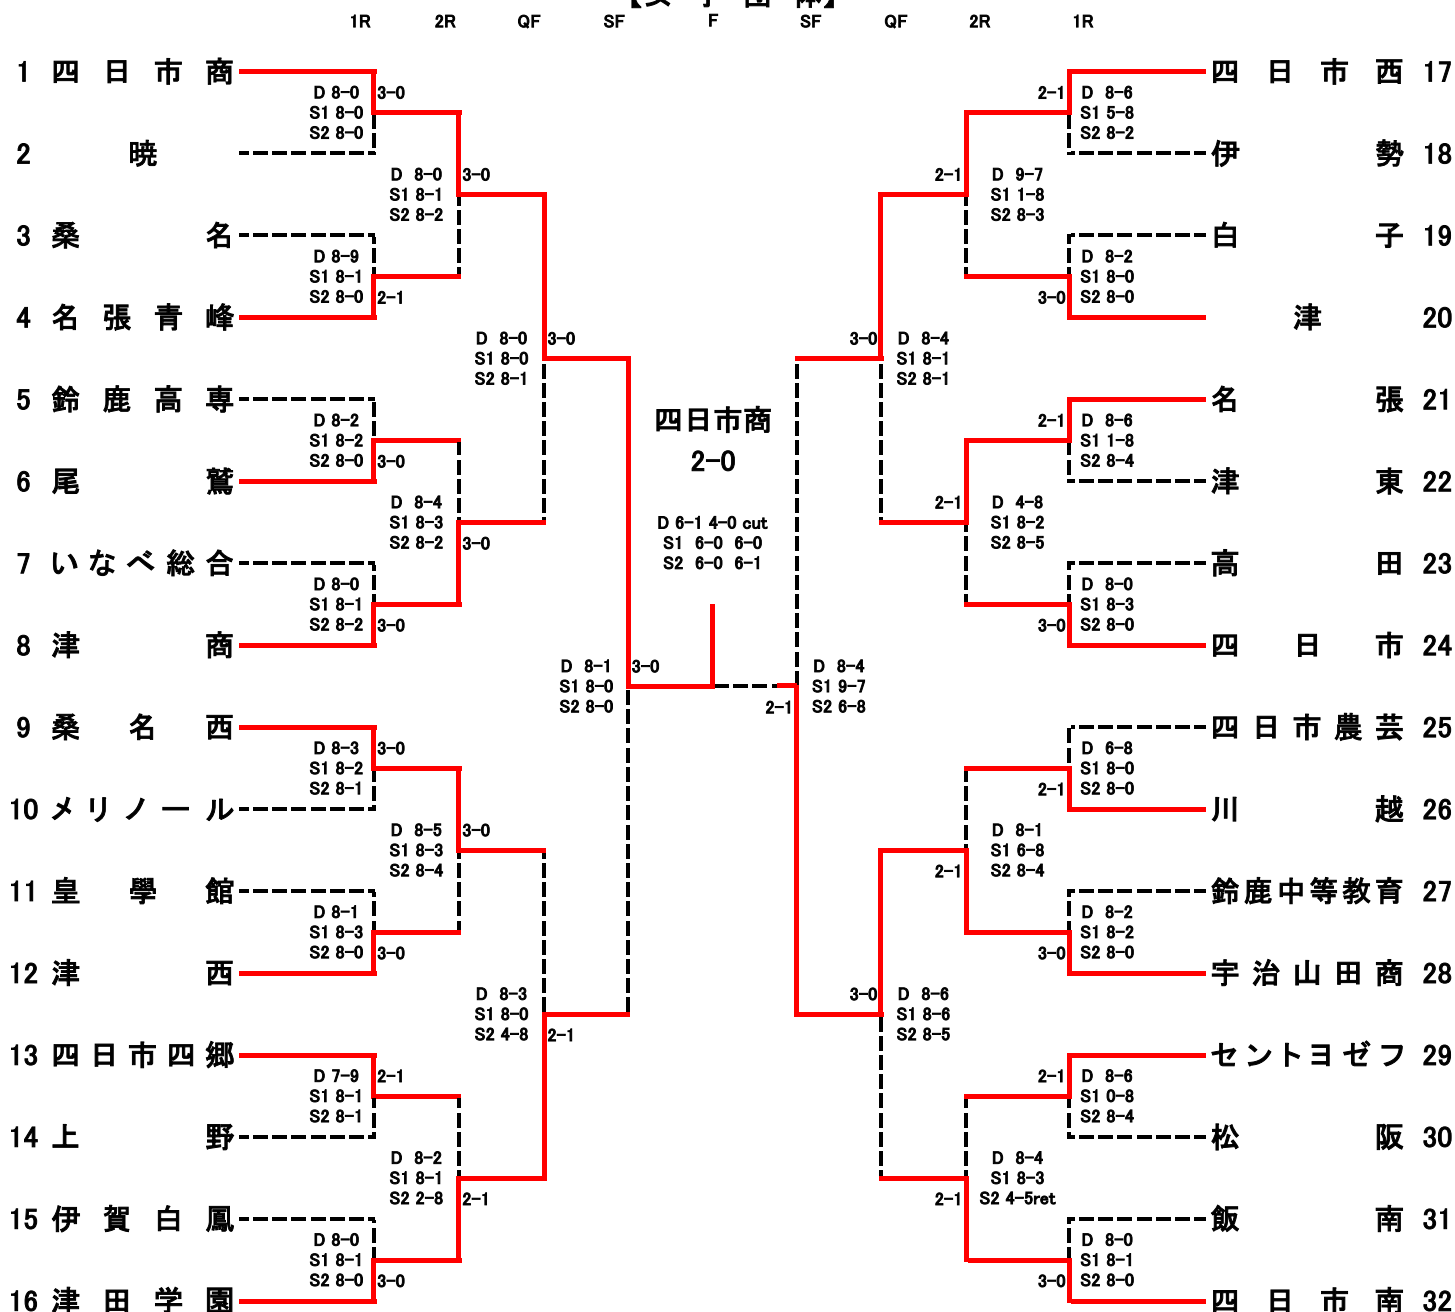 【女子団体】
1R 2R QF SF F SF QF 2R 1R
1 四日市商
D 8-0 3-0
S1 8-0
S2 8-0
2 暁
D 8-0 3-0
S1 8-1
S2 8-2
3 桑名
D 8-9
S1 8-1
S2 8-0 2-1
4 名張青峰
D 8-0 3-0
S1 8-0
S2 8-1
5 鈴鹿高専
D 8-2
S1 8-2
S2 8-0 3-0
6 尾鷲
D 8-4
S1 8-3
S2 8-2 3-0
7 いなべ総合
D 8-0
S1 8-1
S2 8-2 3-0
8 津商
D 8-1 3-0
S1 8-0
S2 8-0
9 桑名西
D 8-3 3-0
S1 8-2
S2 8-1
10 メリノール
D 8-5 3-0
S1 8-3
S2 8-4
11 皇學館
D 8-1
S1 8-3
S2 8-0 3-0
12 津西
D 8-3
S1 8-0
S2 4-8 2-1
13 四日市四郷
D 7-9 2-1
S1 8-1
S2 8-1
14 上野
D 8-2
S1 8-1
S2 2-8 2-1
15 伊賀白鳳
D 8-0
S1 8-1
S2 8-0 3-0
16 津田学園
四日市商
2-0
D 6-1 4-0 cut
S1 6-0 6-0
S2 6-0 6-1
四日市西 17
2-1 D 8-6
S1 5-8
S2 8-2
伊勢 18
2-1 D 9-7
S1 1-8
S2 8-3
白子 19
D 8-2
S1 8-0
3-0 S2 8-0
津 20
3-0 D 8-4
S1 8-1
S2 8-1
名張 21
2-1 D 8-6
S1 1-8
S2 8-4
津東 22
2-1 D 4-8
S1 8-2
S2 8-5
高田 23
D 8-0
S1 8-3
3-0 S2 8-0
四日市 24
D 8-4
S1 9-7
2-1 S2 6-8
四日市農芸 25
D 6-8
S1 8-0
2-1 S2 8-0
川越 26
D 8-1
S1 6-8
2-1 S2 8-4
鈴鹿中等教育 27
D 8-2
S1 8-2
3-0 S2 8-0
宇治山田商 28
3-0 D 8-6
S1 8-6
S2 8-5
セントヨゼフ 29
2-1 D 8-6
S1 0-8
S2 8-4
松阪 30
D 8-4
S1 8-3
2-1 S2 4-5ret
飯南 31
D 8-0
S1 8-1
3-0 S2 8-0
四日市南 32